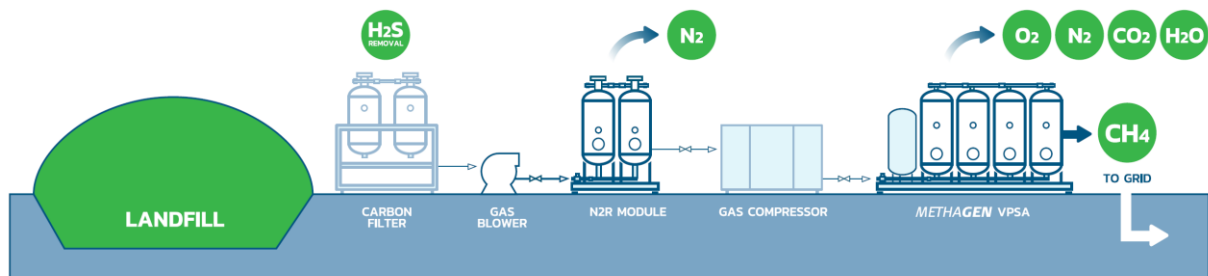 H2S
REMOVAL
N2
O2
N2
CO2
H2O
CH4
TO GRID
LANDFILL
CARBON
FILTER
GAS
BLOWER
N2R MODULE
GAS COMPRESSOR
METHAGEN VPSA